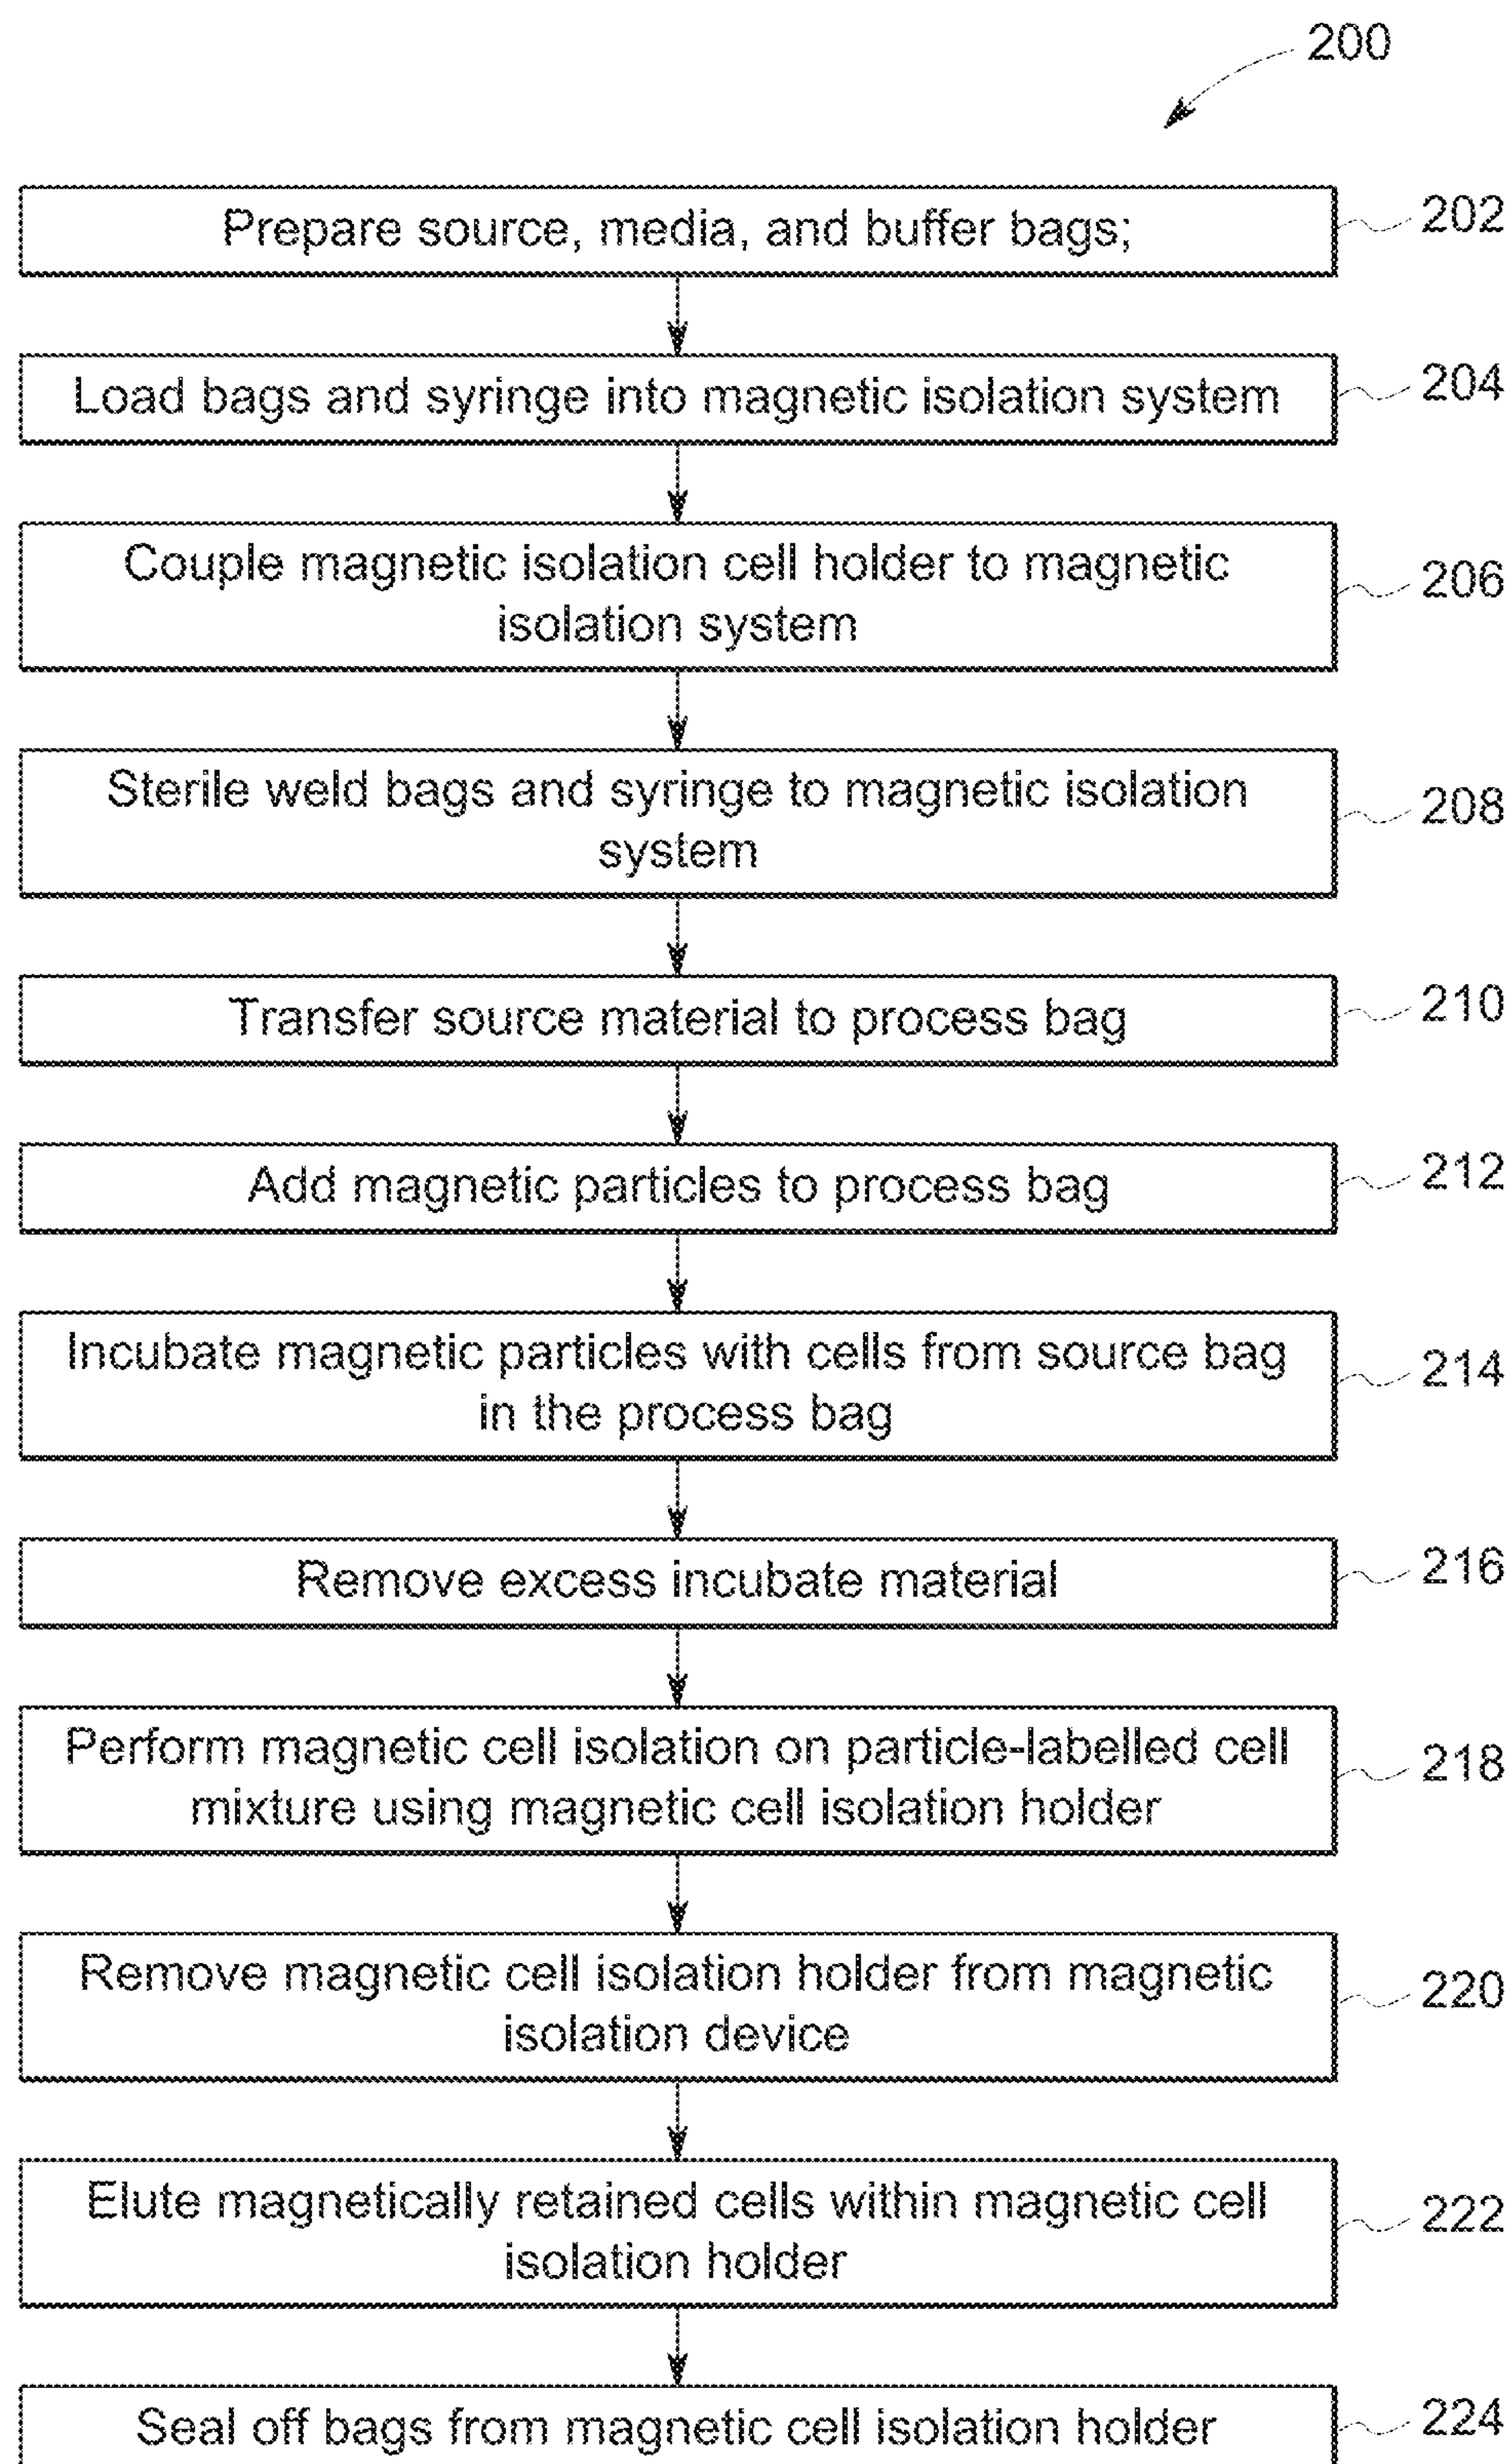 200
Prepare source, media, and buffer bags;
202
Load bags and syringe into magnetic isolation system
204
Couple magnetic isolation cell holder to magnetic
isolation system
206
Sterile weld bags and syringe to magnetic isolation
system
208
Transfer source material to process bag
210
Add magnetic particles to process bag
212
Incubate magnetic particles with cells from source bag
in the process bag
214
Remove excess incubate material
216
Perform magnetic cell isolation on particle-labelled cell
mixture using magnetic cell isolation holder
218
Remove magnetic cell isolation holder from magnetic
isolation device
220
Elute magnetically retained cells within magnetic cell
isolation holder
222
Seal off bags from magnetic cell isolation holder
224